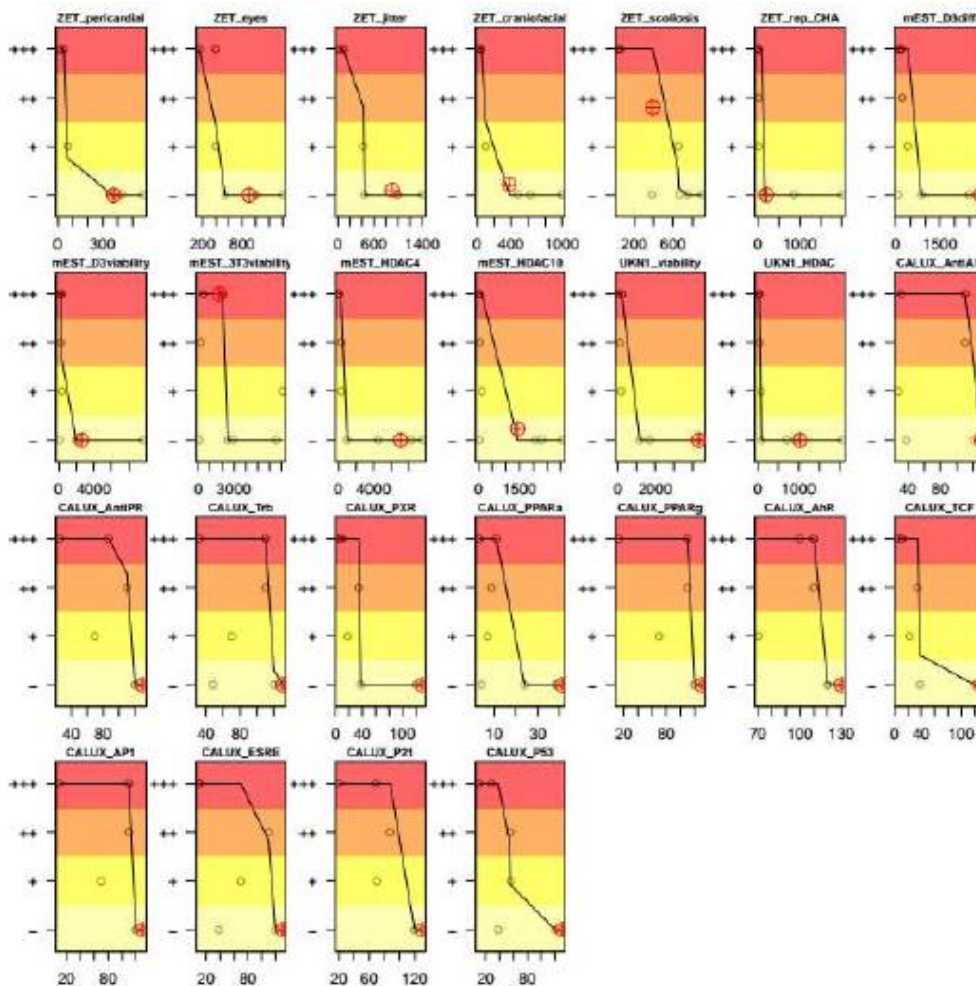 ZET_pericardial ZET_eyes ZET_jitter ZET_craniofacial ZET_scoliosis ZET_rep_CHA mEST_D3diff
+++ +++ +++ +++ +++ +++ +++
++ ++ ++ ++ ++ ++ ++
+ + + + + + +
− − − − − − −
0 300 200 800 0 600 1400 0 400 1000 200 600 0 1000 0 1500
mEST_D3viability mEST_3T3viability mEST_HDAC4 mEST_HDAC10 UKN1_viability UKN1_HDAC CALUX_AntiA
+++ +++ +++ +++ +++ +++ +++
++ ++ ++ ++ ++ ++ ++
+ + + + + + +
− − − − − − −
0 4000 0 3000 0 4000 0 1500 0 2000 0 1000 40 80
CALUX_AntiPR CALUX_Trb CALUX_PXR CALUX_PPARa CALUX_PPARg CALUX_AhR CALUX_TCF
+++ +++ +++ +++ +++ +++ +++
++ ++ ++ ++ ++ ++ ++
+ + + + + + +
− − − − − − −
40 80 40 80 0 40 100 10 30 20 80 70 100 130 0 40 100
CALUX_AP1 CALUX_ESRE CALUX_P21 CALUX_P53
+++ +++ +++ +++
++ ++ ++ ++
+ + + +
− − − −
20 80 20 80 20 60 120 20 80